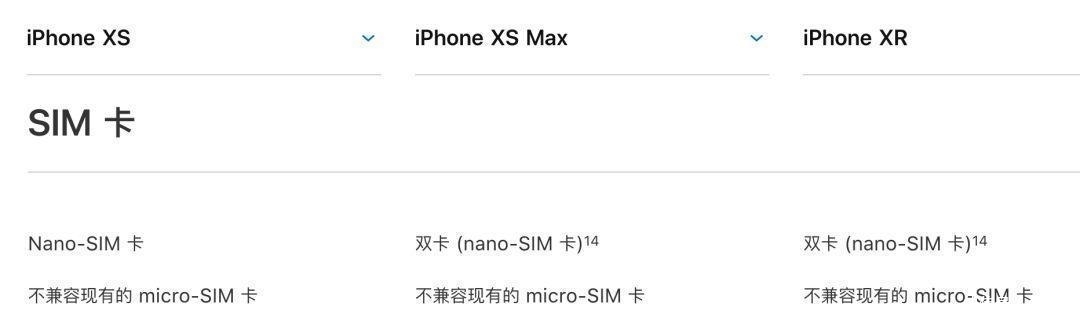 iPhone XS iPhone XS Max iPhone XR
SIM 卡
Nano-SIM 卡 双卡 (nano-SIM 卡)14 双卡 (nano-SIM 卡)14
不兼容现有的 micro-SIM 卡 不兼容现有的 micro-SIM 卡 不兼容现有的 micro-SIM 卡